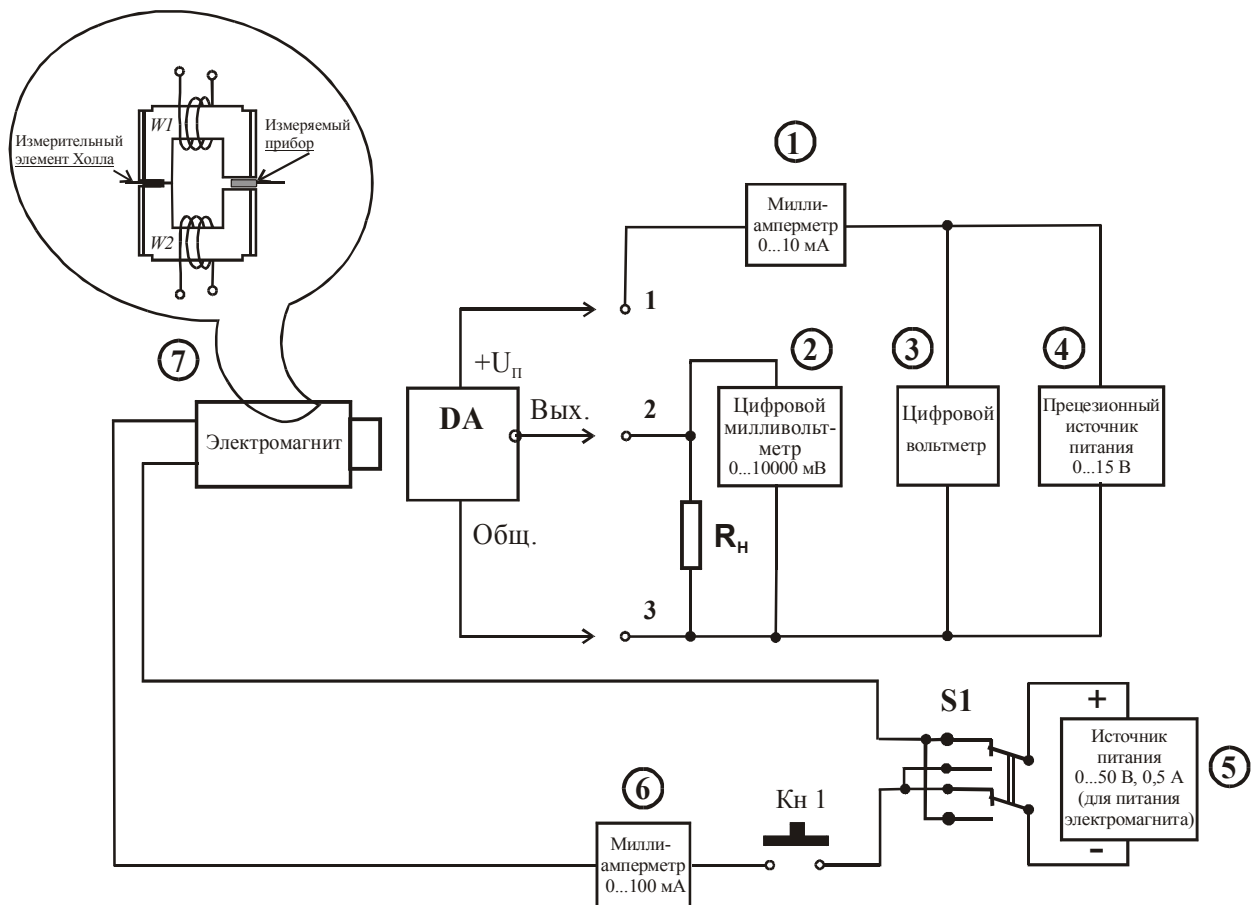 W1
Измерительный
элемент Холла
Измеряемый
прибор
W2
7
Электромагнит
+UП
DA
Вых.
Общ.
1
2
3
RН
1
Милли-
амперметр
0...10 мА
2
Цифровой
милливольт-
метр
0...10000 мВ
3
Цифровой
вольтметр
4
Прецезионный
источник
питания
0...15 В
S1
+
Источник
питания
0...50 В, 0,5 А
(для питания
электромагнита)
-
5
6
Милли-
амперметр
0...100 мА
Кн 1